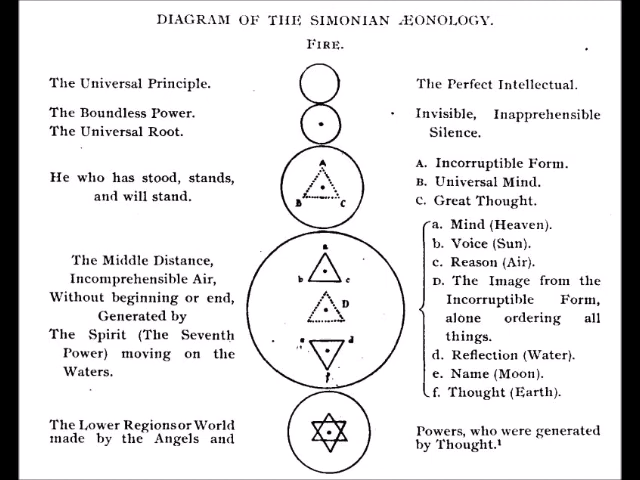 DIAGRAM OF THE SIMONIAN ÆONOLOGY.
FIRE.
The Universal Principle.
The Perfect Intellectual.
The Boundless Power.
The Universal Root.
Invisible, Inapprehensible
Silence.
He who has stood, stands,
and will stand.
A
B C
A. Incorruptible Form.
B. Universal Mind.
C. Great Thought.
The Middle Distance,
Incomprehensible Air,
Without beginning or end,
Generated by
The Spirit (The Seventh
Power) moving on the
Waters.
a
b c
D
e d
f
a. Mind (Heaven).
b. Voice (Sun).
c. Reason (Air).
D. The Image from the
Incorruptible Form,
alone ordering all
things.
d. Reflection (Water).
e. Name (Moon).
f. Thought (Earth).
The Lower Regions or World
made by the Angels and
Powers, who were generated
by Thought.¹